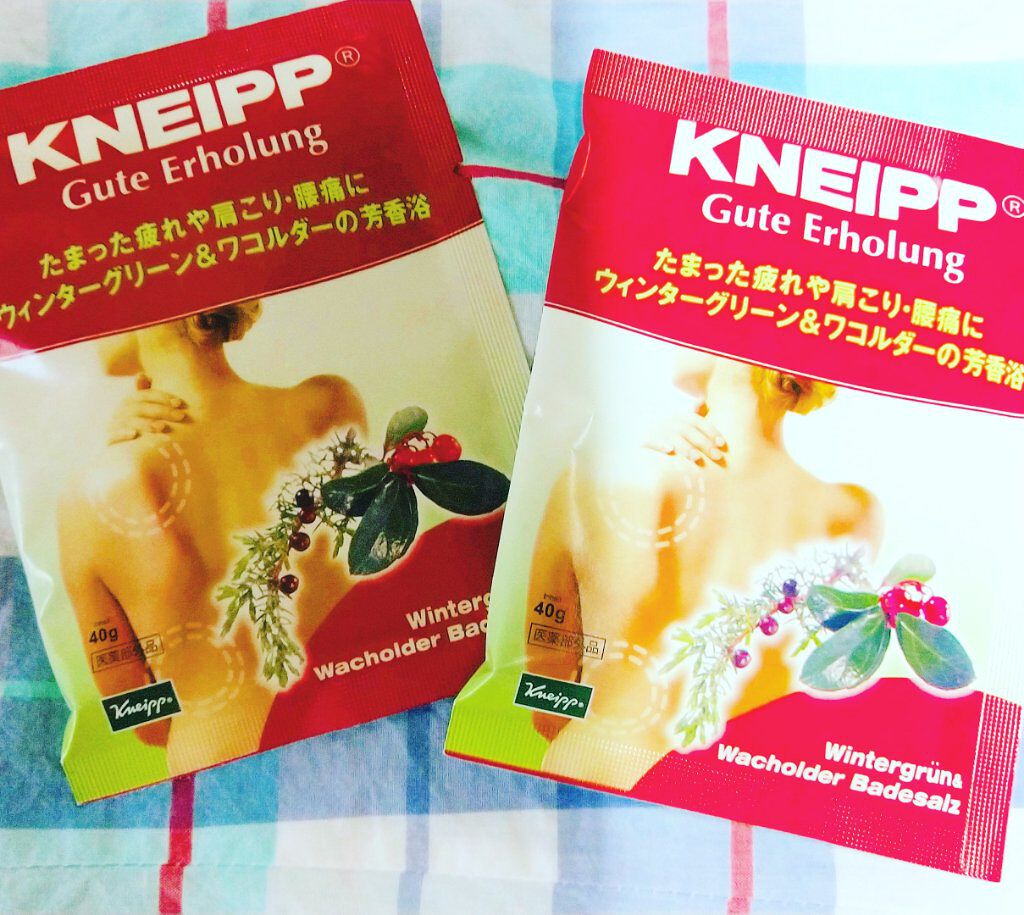 KNEIPP®
Gute Erholung
たまった疲れや肩こり・腰痛に
ウィンターグリーン&ワコルダーの芳香浴
40g
医薬部外品
Kneipp®
Winterg
Wacholder Bades
KNEIPP®
Gute Erholung
たまった疲れや肩こり・腰痛に
ウィンターグリーン&ワコルダーの芳香浴
40g
医薬部外品
Kneipp®
Wintergrün&
Wacholder Badesalz